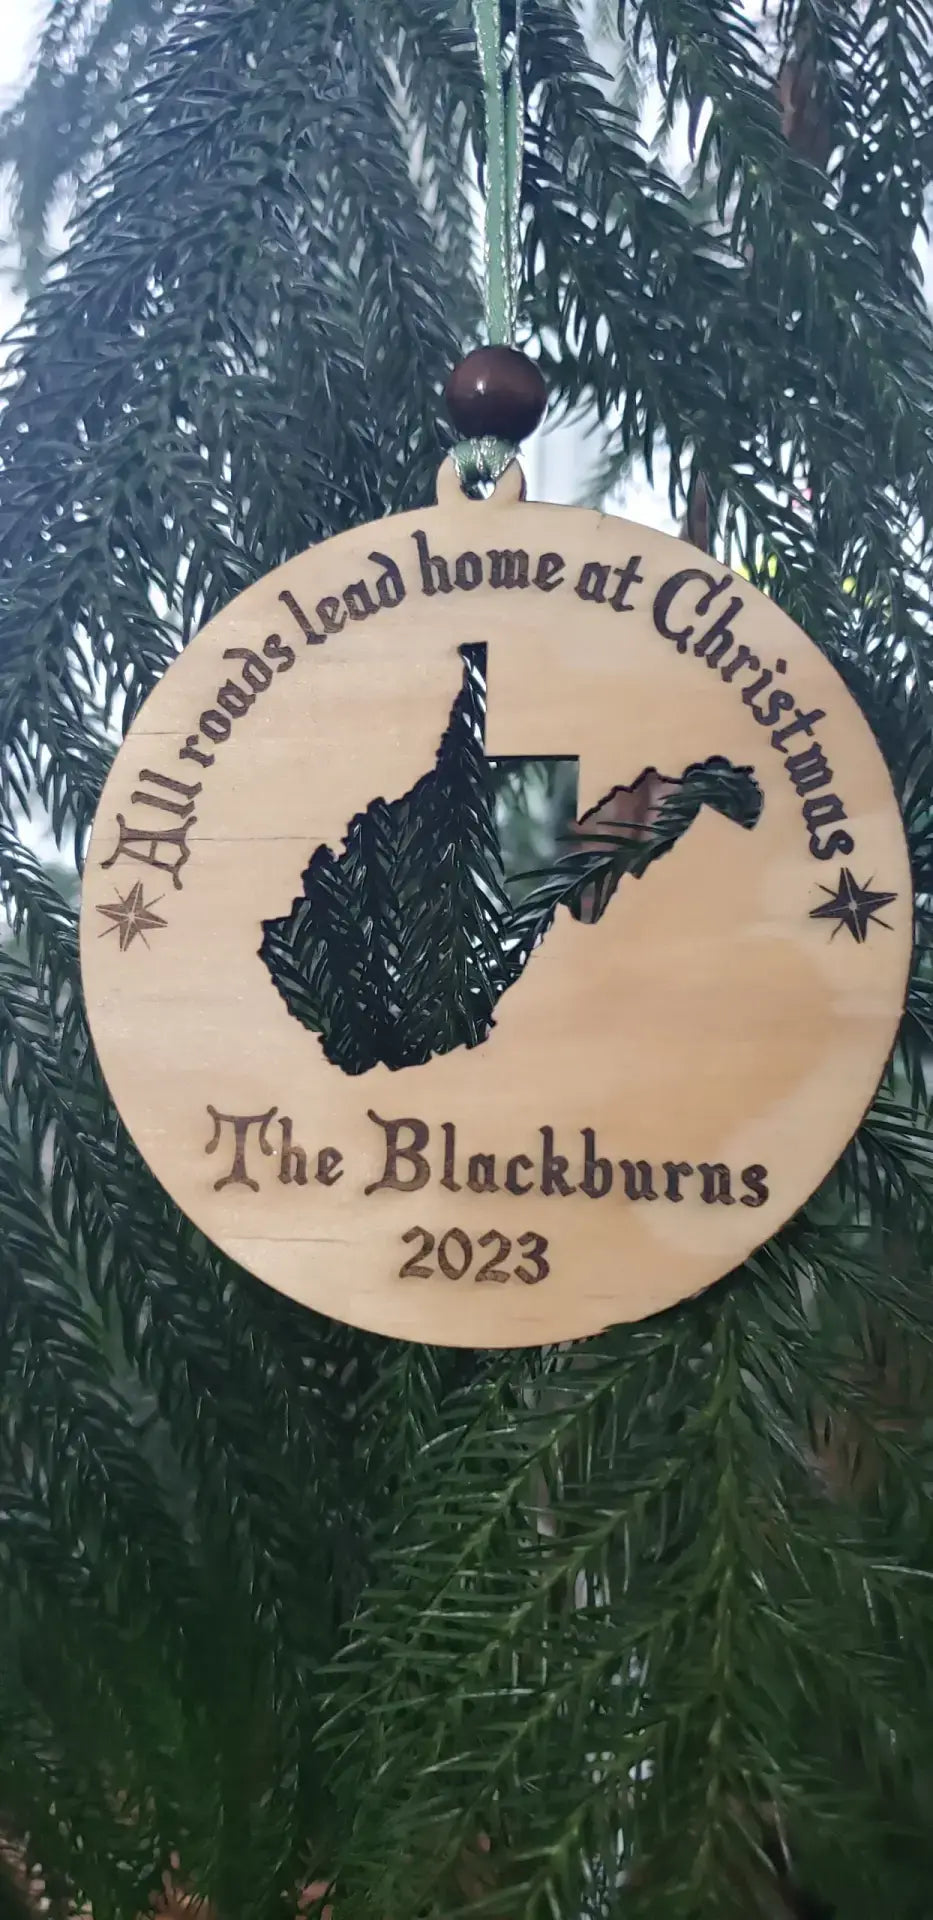 All roads lead home at Christmas
The Blackburns
2023